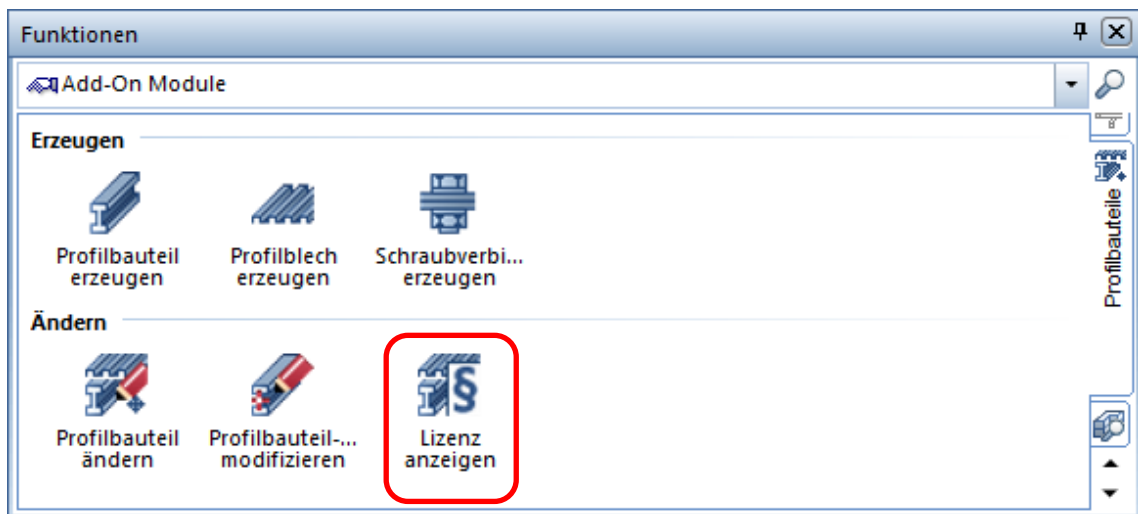 Funktionen
Add-On Module
Erzeugen
Profilbauteil
erzeugen
Profilblech
erzeugen
Schraubverbi...
erzeugen
Ändern
Profilbauteil
ändern
Profilbauteil-...
modifizieren
§
Lizenz
anzeigen
Profilbauteile